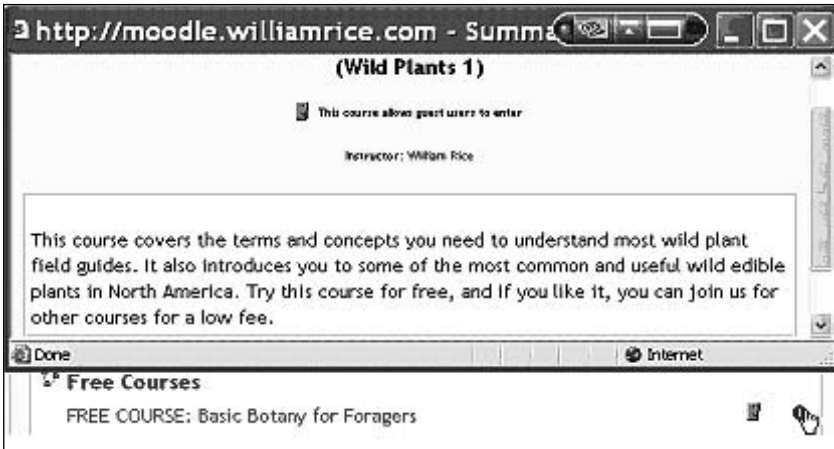 http://moodle.williamrice.com - Summa
(Wild Plants 1)
This course allows guest users to enter
Instructor: William Rice
This course covers the terms and concepts you need to understand most wild plant
field guides. It also introduces you to some of the most common and useful wild edible
plants in North America. Try this course for free, and if you like it, you can join us for
other courses for a low fee.
Done
Internet
Free Courses
FREE COURSE: Basic Botany for Foragers